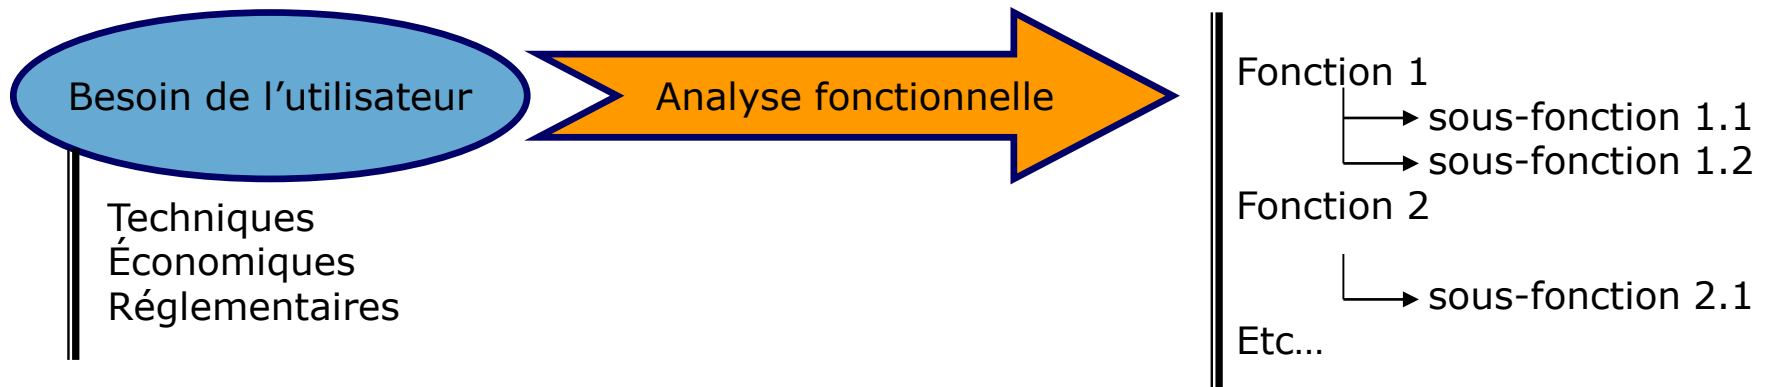 Besoin de l’utilisateur
Techniques
Économiques
Réglementaires
Analyse fonctionnelle
Fonction 1
sous-fonction 1.1
sous-fonction 1.2
Fonction 2
sous-fonction 2.1
Etc…